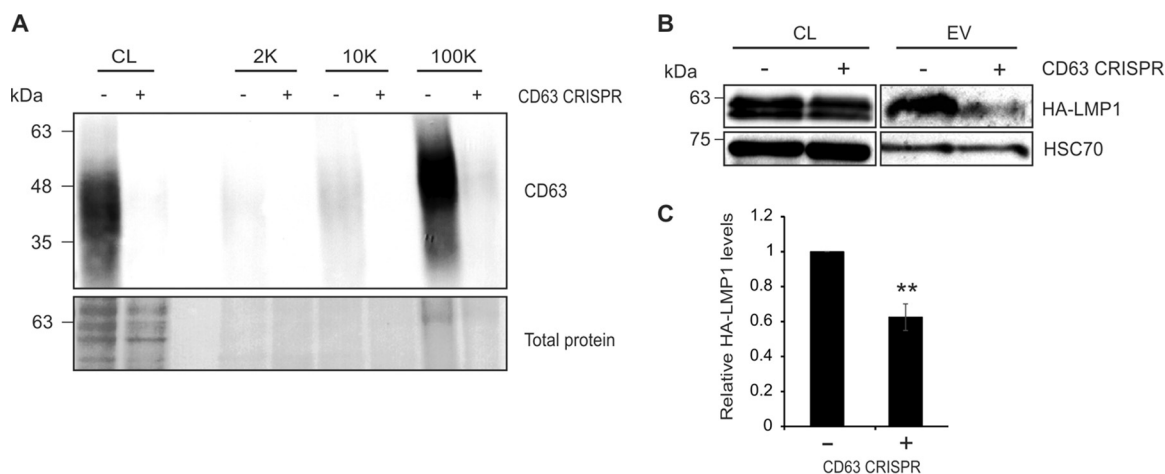 A
CL 2K 10K 100K
kDa - + - + - + - + CD63 CRISPR
63
48
35
CD63
63
Total protein
B
CL EV
kDa - + - + CD63 CRISPR
63
HA-LMP1
75
HSC70
C
Relative HA-LMP1 levels
1.2
1
0.8
0.6
0.4
0.2
0
**
- +
CD63 CRISPR